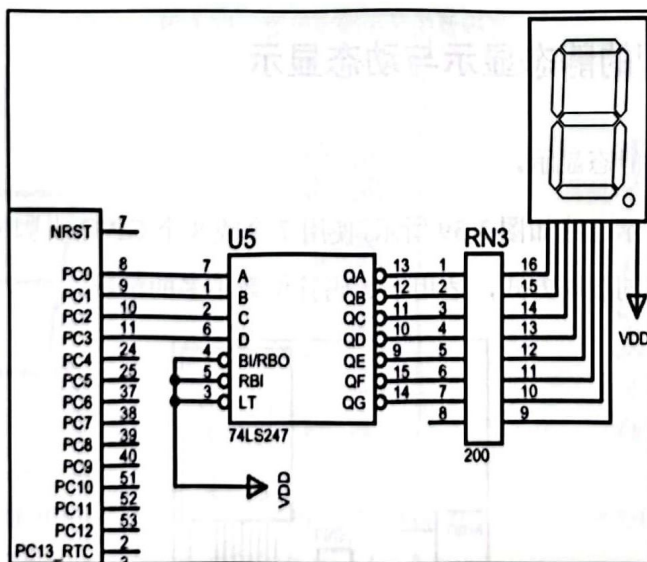 的静态显示与动态显示
NRST 7
PC0 8
PC1 9
PC2 10
PC3 11
PC4 24
PC5 25
PC6 37
PC7 38
PC8 39
PC9 40
PC10 51
PC11 52
PC12 53
PC13_RTC 2
U5
7 A QA 13
1 B QB 12
2 C QC 11
6 D QD 10
4 BI/RBO QE 9
5 RBI QF 15
3 LT QG 14
74LS247
VDD
RN3
1 16
2 15
3 14
4 13
5 12
6 11
7 10
8 9
200
VDD